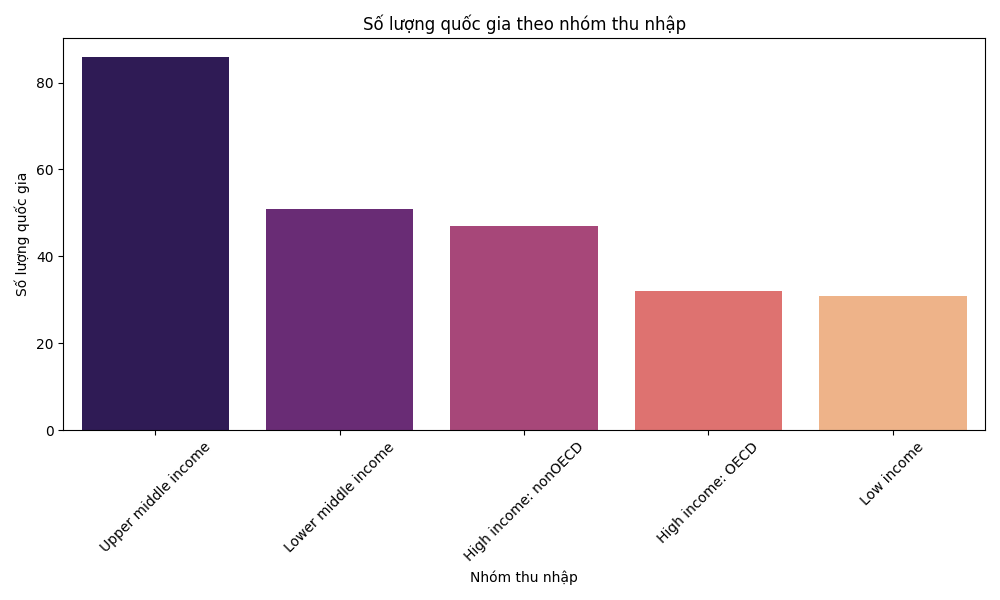 Số lượng quốc gia theo nhóm thu nhập
Số lượng quốc gia
80
60
40
20
0
Upper middle income
Lower middle income
High income: nonOECD
High income: OECD
Low income
Nhóm thu nhập